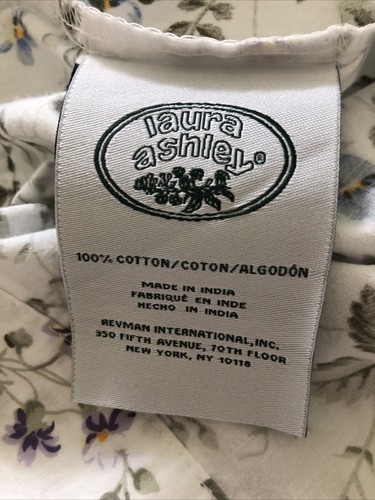 laura
ashley®
100% COTTON/COTON/ALGODÓN
MADE IN INDIA
FABRIQUÉ EN INDE
HECHO IN INDIA
REVMAN INTERNATIONAL, INC.
350 FIFTH AVENUE, 70TH FLOOR
NEW YORK, NY 10118